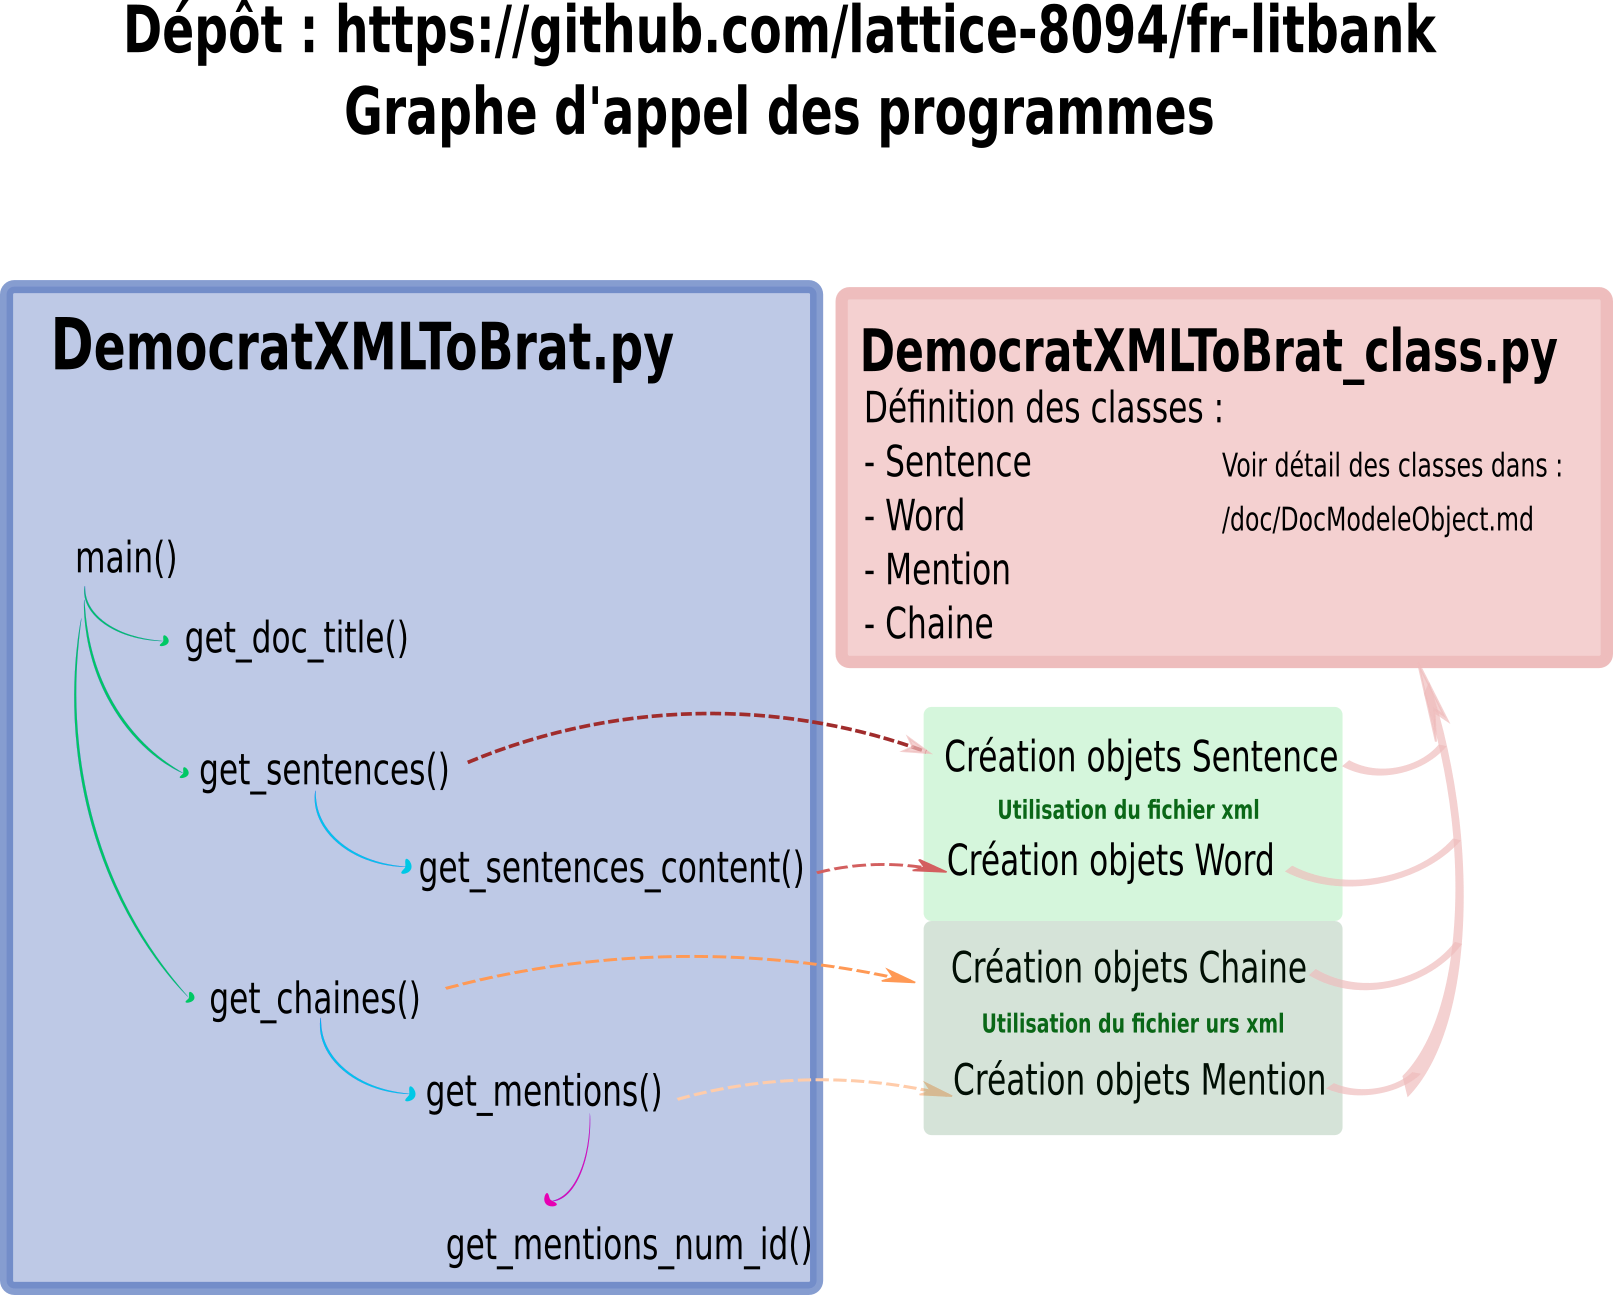 Dépôt : https://github.com/lattice-8094/fr-litbank
Graphe d'appel des programmes
DemocratXMLToBrat.py
main()
get_doc_title()
get_sentences()
get_sentences_content()
get_chaines()
get_mentions()
get_mentions_num_id()
DemocratXMLToBrat_class.py
Définition des classes :
- Sentence
- Word
- Mention
- Chaine
Voir détail des classes dans :
/doc/DocModeleObject.md
Création objets Sentence
Utilisation du fichier xml
Création objets Word
Création objets Chaine
Utilisation du fichier urs xml
Création objets Mention